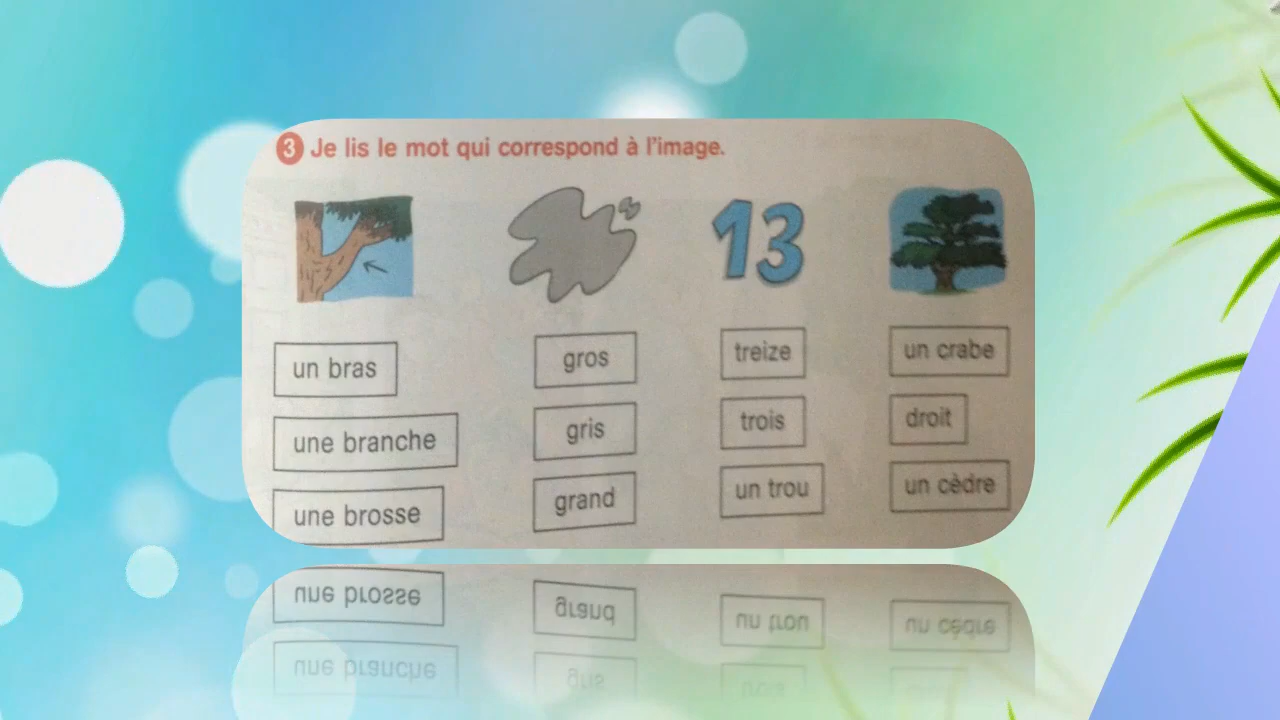 3 Je lis le mot qui correspond à l'image.
13
un bras
une branche
une brosse
gros
gris
grand
treize
trois
un trou
un crabe
droit
un cèdre